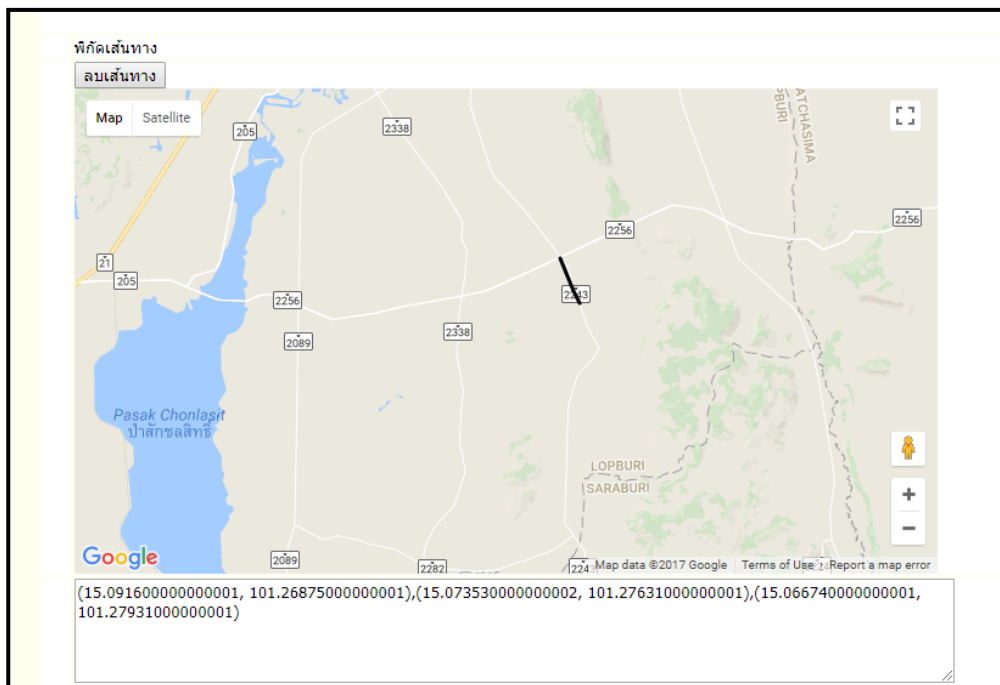 พิกัดเส้นทาง
ลบเส้นทาง
Map Satellite
205
2338
LOPBURI
ATCHASIMA
2256
2256
21
205
2256
2243
2338
2089
Pasak Chonlasit
ป่าสักชลสิทธิ์
LOPBURI
SARABURI
+
−
Google
2089
2282
2243
Map data ©2017 Google Terms of Use Report a map error
(15.091600000000001, 101.26875000000001),(15.073530000000002, 101.27631000000001),(15.066740000000001,
101.27931000000001)